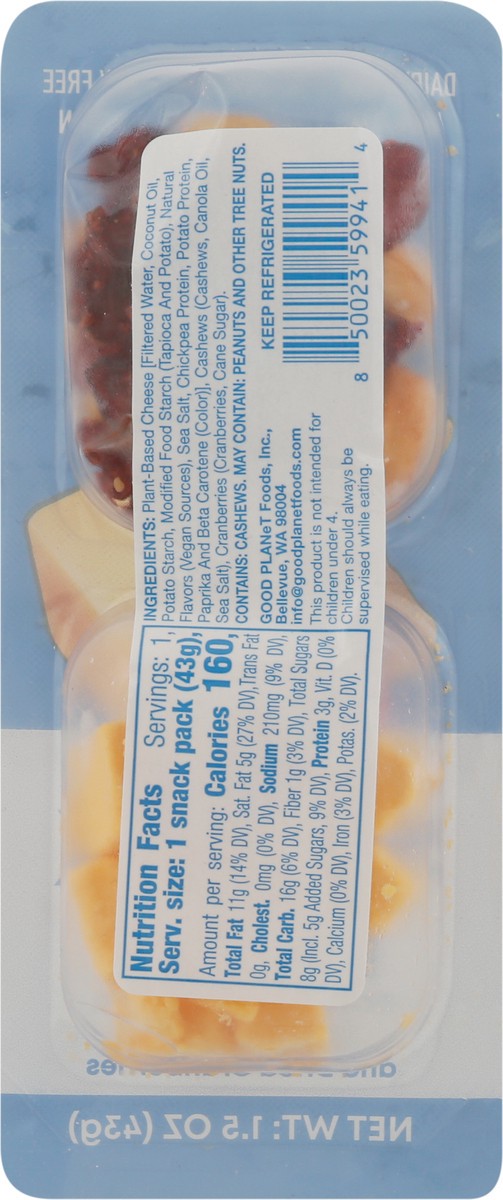 INGREDIENTS: Plant-Based Cheese [Filtered Water, Coconut Oil,
Potato Starch, Modified Food Starch (Tapioca And Potato), Natural
Flavors (Vegan Sources), Sea Salt, Chickpea Protein, Potato Protein,
Paprika And Beta Carotene (Color)], Cashews (Cashews, Canola Oil,
Sea Salt), Cranberries (Cranberries, Cane Sugar).
CONTAINS: CASHEWS. MAY CONTAIN: PEANUTS AND OTHER TREE NUTS.
GOOD PLANeT Foods, Inc.,
Bellevue, WA 98004
info@goodplanetfoods.com
This product is not intended for
children under 4.
Children should always be
supervised while eating.
KEEP REFRIGERATED
8 50023 59941 4
Nutrition Facts Servings: 1,
Serv. size: 1 snack pack (43g),
Amount per serving: Calories 160,
Total Fat 11g (14% DV), Sat. Fat 5g (27% DV), Trans Fat
0g, Cholest. 0mg (0% DV), Sodium 210mg (9% DV),
Total Carb. 16g (6% DV), Fiber 1g (3% DV), Total Sugars
8g (Incl. 5g Added Sugars, 9% DV), Protein 3g, Vit. D (0%
DV), Calcium (0% DV), Iron (3% DV), Potas. (2% DV).
NET WT: 1.5 OZ (43g)